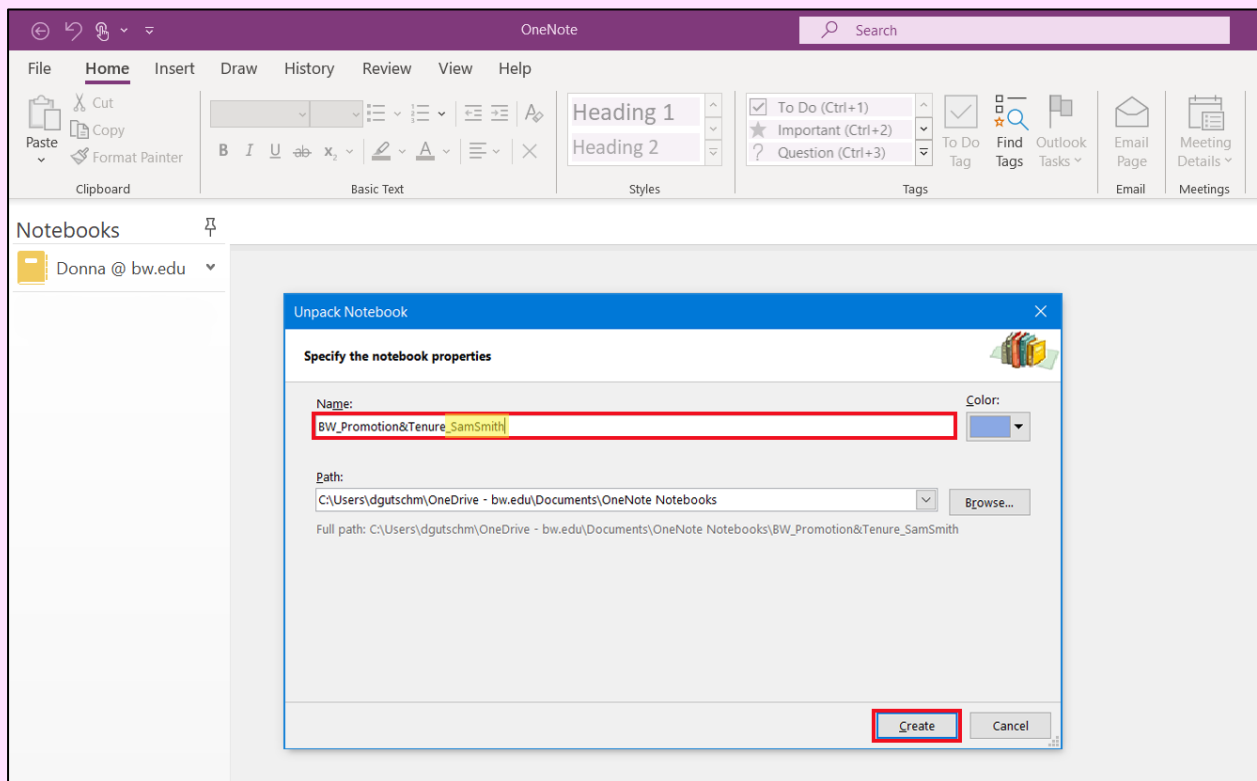 OneNote
Search
File Home Insert Draw History Review View Help
Paste
Cut
Copy
Format Painter
Clipboard
B I U ab x₂ A
Basic Text
Heading 1
Heading 2
Styles
To Do (Ctrl+1)
Important (Ctrl+2)
? Question (Ctrl+3)
To Do Tag
Find Tags
Outlook Tasks
Tags
Email Page
Email
Meeting Details
Meetings
Notebooks
Donna @ bw.edu
Unpack Notebook
Specify the notebook properties
Name:
BW_Promotion&Tenure_SamSmith
Color:
Path:
C:\Users\dgutschm\OneDrive - bw.edu\Documents\OneNote Notebooks
Browse...
Full path: C:\Users\dgutschm\OneDrive - bw.edu\Documents\OneNote Notebooks\BW_Promotion&Tenure_SamSmith
Create Cancel